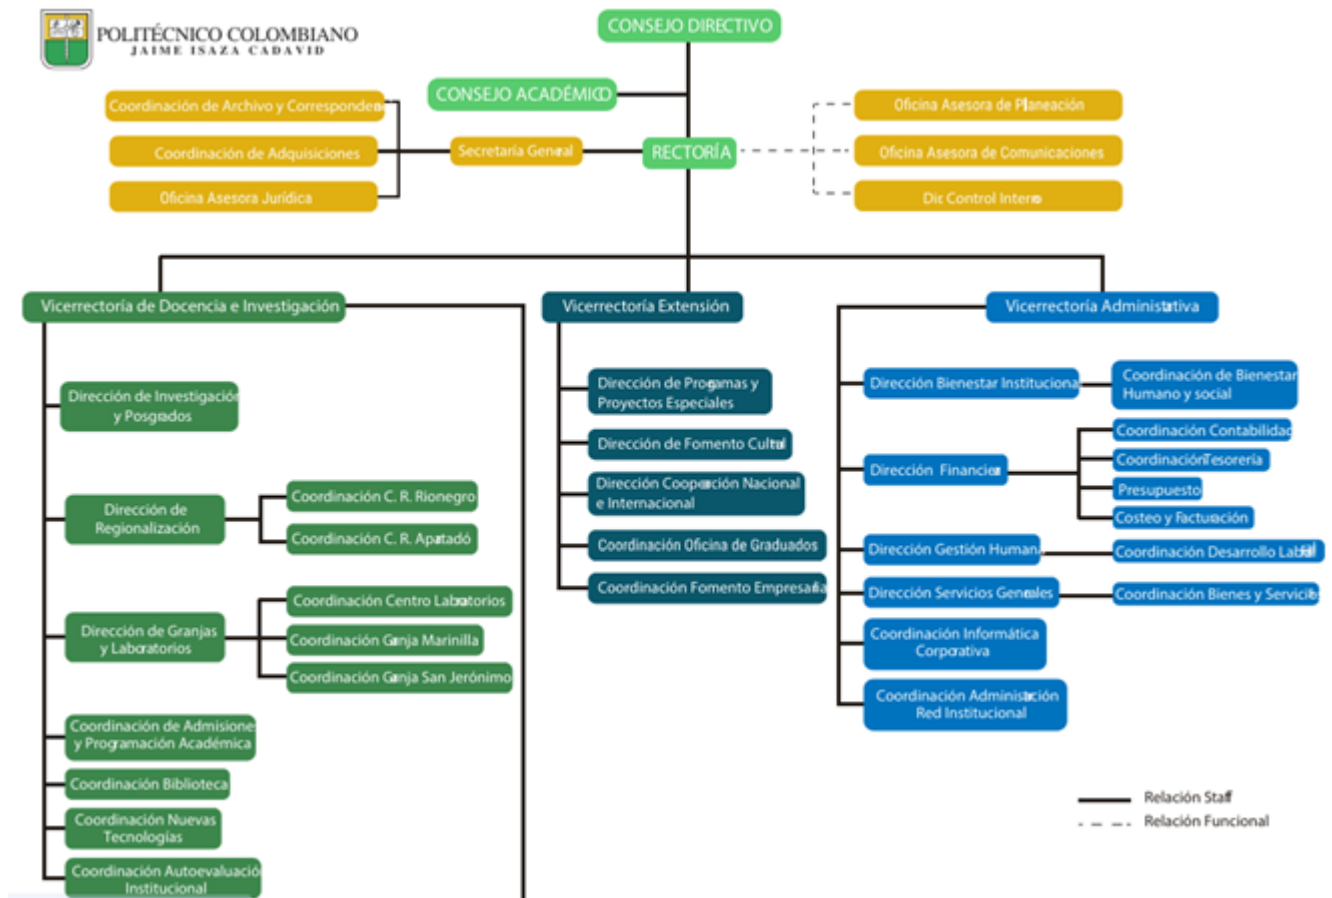 POLITÉCNICO COLOMBIANO
JAIME ISAZA CADAVID
CONSEJO DIRECTIVO
CONSEJO ACADÉMICO
RECTORÍA
Secretaría General
Coordinación de Archivo y Corresponden
Coordinación de Adquisiciones
Oficina Asesora Jurídica
Oficina Asesora de Planeación
Oficina Asesora de Comunicaciones
Dir. Control Interno
Vicerrectoría de Docencia e Investigación
Dirección de Investigación
y Posgrados
Dirección de
Regionalización
Coordinación C. R. Rionegro
Coordinación C. R. Apartadó
Dirección de Granjas
y Laboratorios
Coordinación Centro Laboratorios
Coordinación Granja Marinilla
Coordinación Granja San Jerónimo
Coordinación de Admisiones
y Programación Académica
Coordinación Biblioteca
Coordinación Nuevas
Tecnologías
Coordinación Autoevaluació
Institucional
Vicerrectoría Extensión
Dirección de Programas y
Proyectos Especiales
Dirección de Fomento Cultural
Dirección Cooperación Nacional
e Internacional
Coordinación Oficina de Graduados
Coordinación Fomento Empresarial
Vicerrectoría Administrativa
Dirección Bienestar Institucional
Coordinación de Bienestar
Humano y social
Dirección Financiera
Coordinación Contabilidad
Coordinación Tesorería
Presupuesto
Costeo y Facturación
Dirección Gestión Humana
Coordinación Desarrollo Laboral
Dirección Servicios Generales
Coordinación Bienes y Servicios
Coordinación Informática
Corporativa
Coordinación Administración
Red Institucional
Relación Staff
Relación Funcional